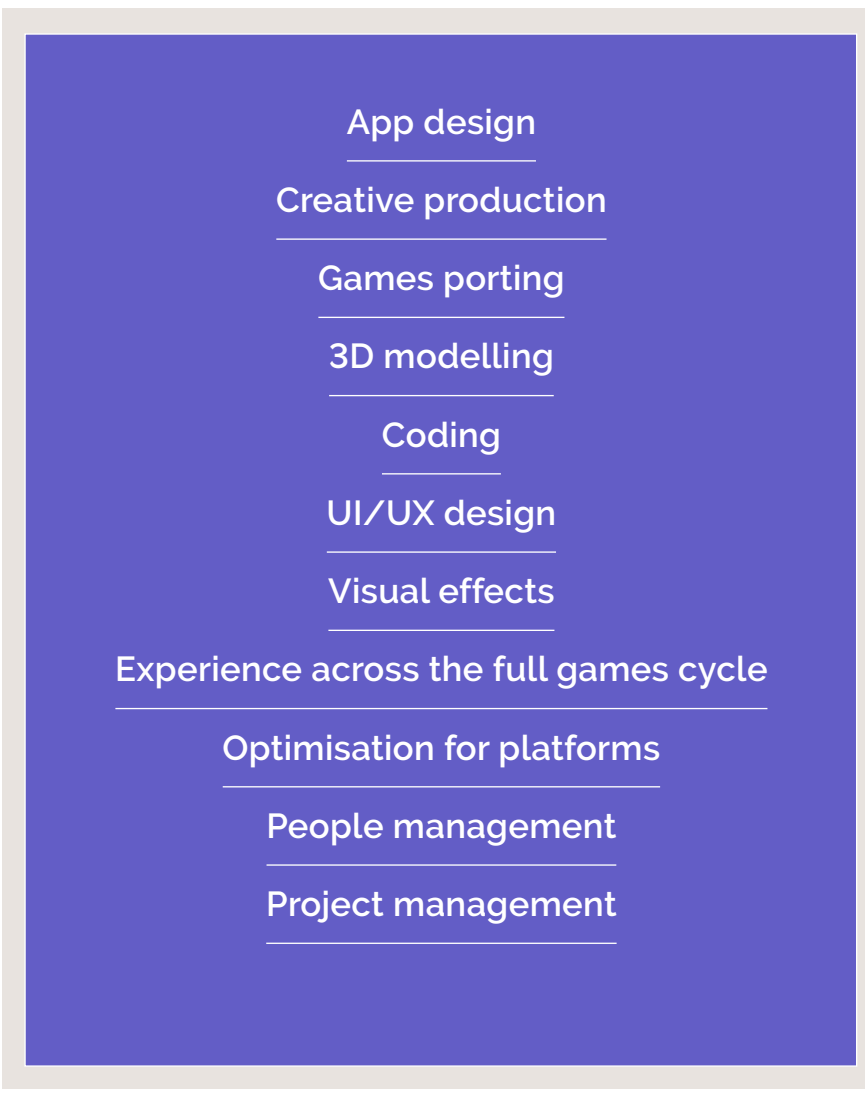 App design
Creative production
Games porting
3D modelling
Coding
UI/UX design
Visual effects
Experience across the full games cycle
Optimisation for platforms
People management
Project management